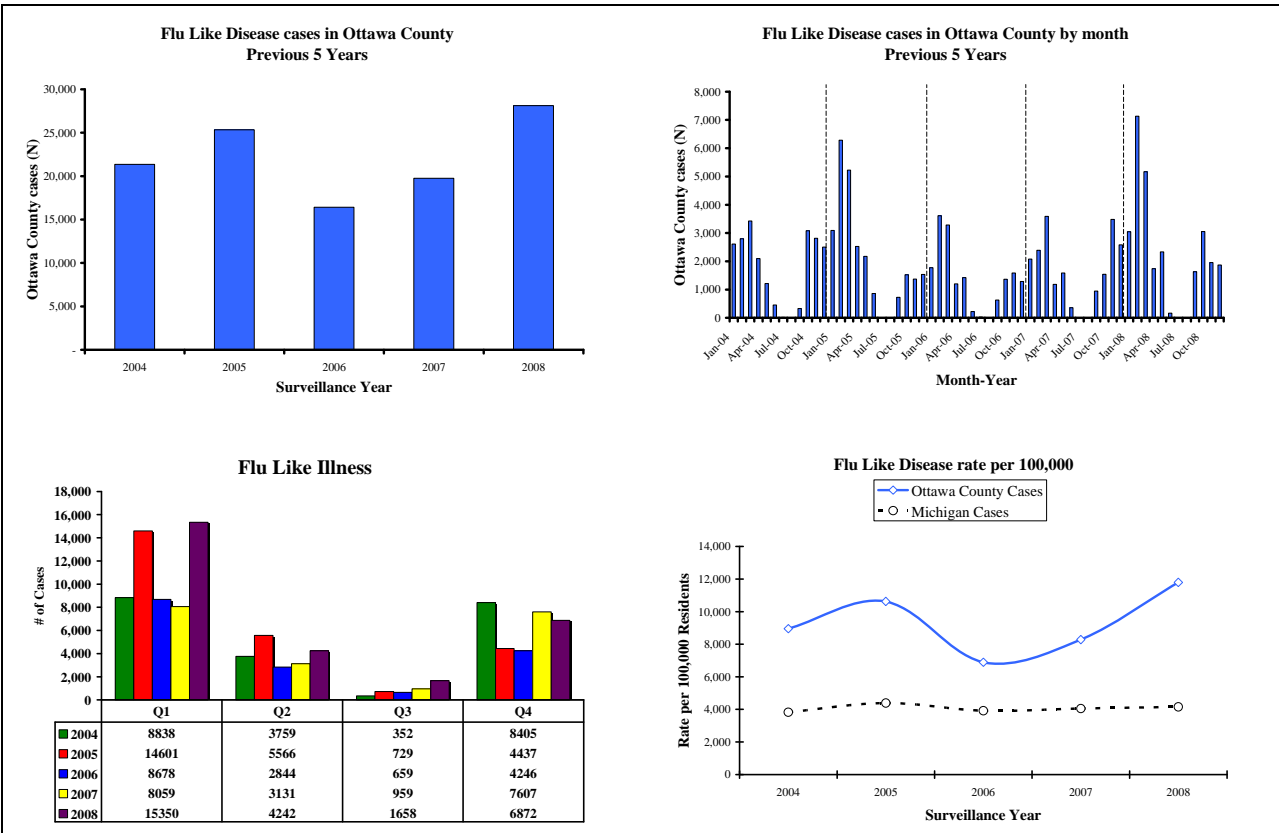 Flu Like Disease cases in Ottawa County
Previous 5 Years
30,000
25,000
20,000
15,000
10,000
5,000
-
Ottawa County cases (N)
2004 2005 2006 2007 2008
Surveillance Year
Flu Like Disease cases in Ottawa County by month
Previous 5 Years
8,000
7,000
6,000
5,000
4,000
3,000
2,000
1,000
0
Ottawa County cases (N)
Jan-04 Apr-04 Jul-04 Oct-04 Jan-05 Apr-05 Jul-05 Oct-05 Jan-06 Apr-06 Jul-06 Oct-06 Jan-07 Apr-07 Jul-07 Oct-07 Jan-08 Apr-08 Jul-08 Oct-08
Month-Year
Flu Like Illness
18,000
16,000
14,000
12,000
10,000
8,000
6,000
4,000
2,000
0
# of Cases
Q1 Q2 Q3 Q4
2004 8838 3759 352 8405
2005 14601 5566 729 4437
2006 8678 2844 659 4246
2007 8059 3131 959 7607
2008 15350 4242 1658 6872
Flu Like Disease rate per 100,000
Ottawa County Cases
Michigan Cases
14,000
12,000
10,000
8,000
6,000
4,000
2,000
0
Rate per 100,000 Residents
2004 2005 2006 2007 2008
Surveillance Year